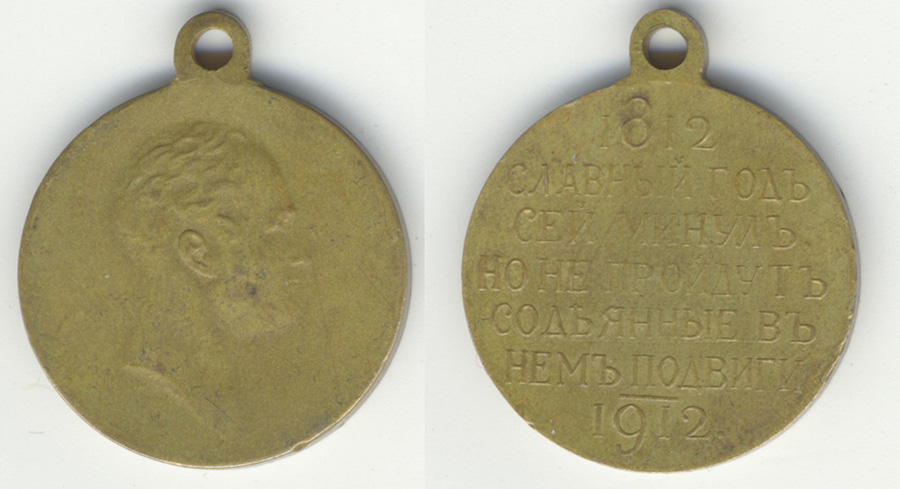 1812
СЛАВНЫЙ ГОДЪ
СЕЙ МИНУЛЪ
НО НЕ ПРОЙДУТЪ
СОДѢЯННЫЕ ВЪ
НЕМЪ ПОДВИГИ
1912